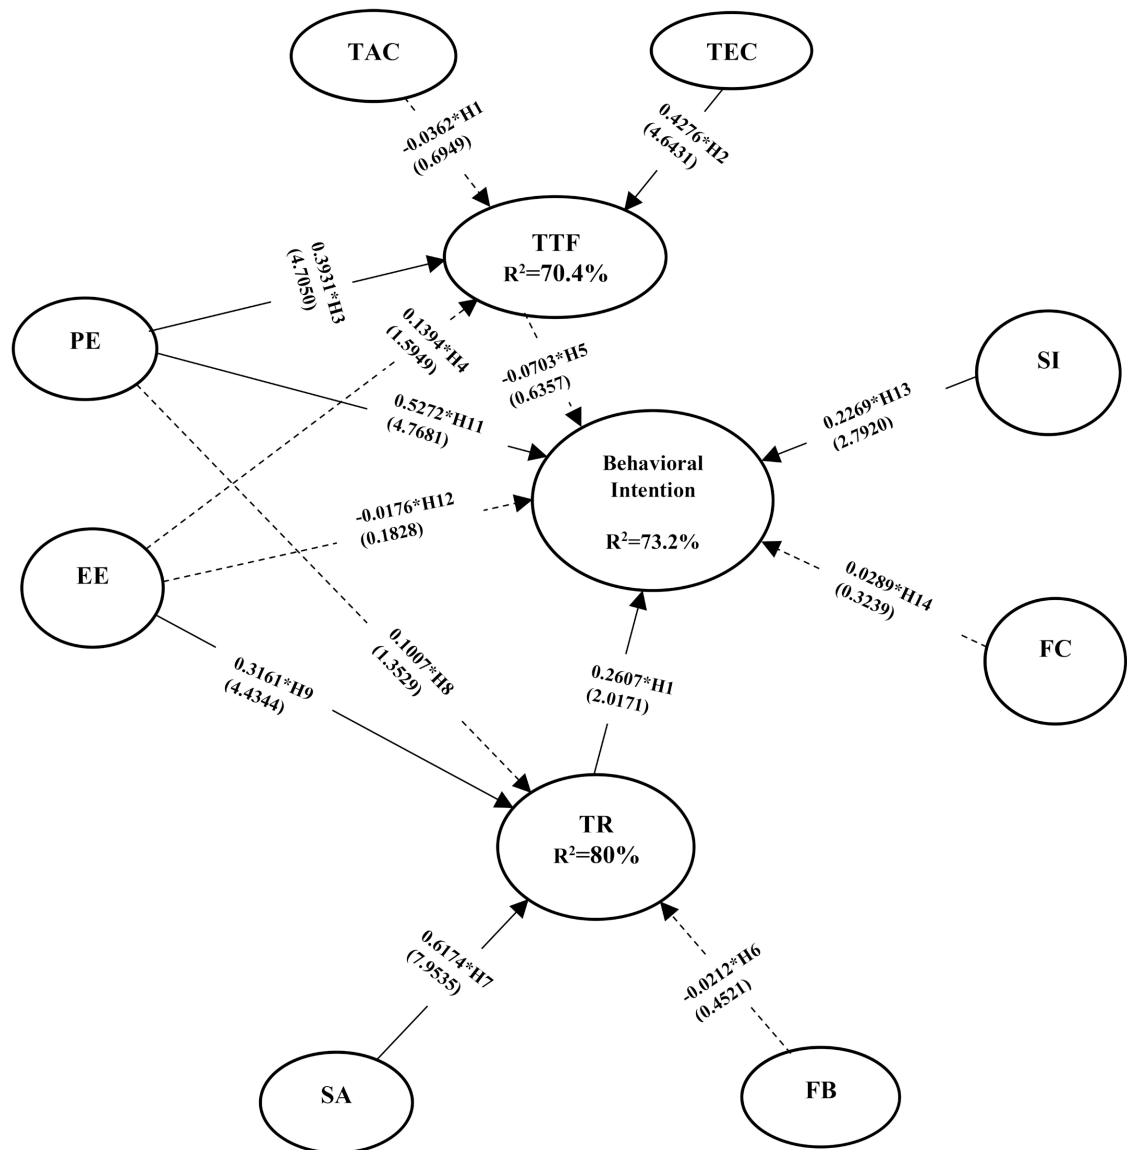 TAC
TEC
-0.0362*H1
(0.6949)
0.4276*H2
(4.6431)
TTF
R²=70.4%
0.3931*H3
(4.7050)
PE
0.1394*H4
(1.5949)
-0.0703*H5
(0.6357)
SI
0.5272*H11
(4.7681)
0.2269*H13
(2.7920)
Behavioral
Intention
R²=73.2%
-0.0176*H12
(0.1828)
EE
0.0289*H14
(0.3239)
FC
0.1007*H8
(1.3529)
0.3161*H9
(4.4344)
0.2607*H1
(2.0171)
TR
R²=80%
0.6174*H7
(7.9535)
-0.0212*H6
(0.4521)
SA
FB